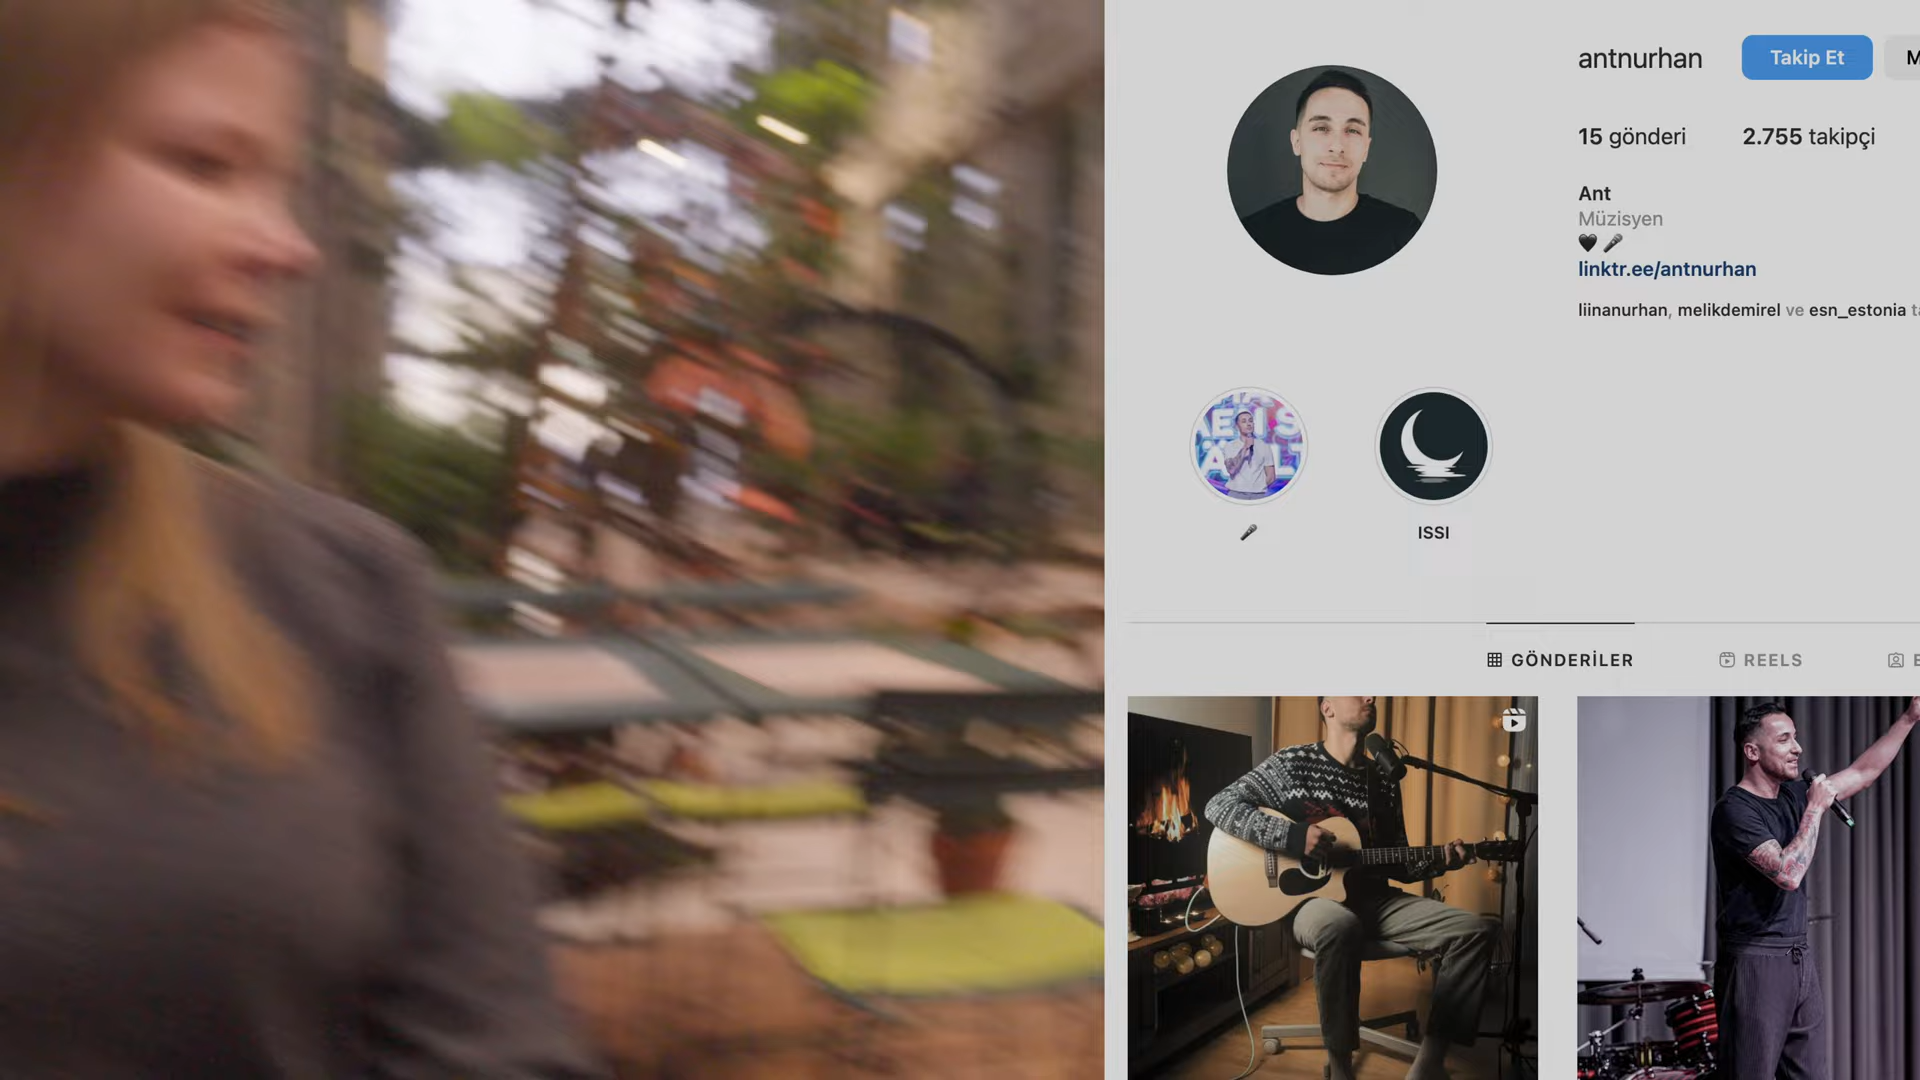 antnurhan
Takip Et
M
15 gönderi
2.755 takipçi
Ant
Müzisyen
linktr.ee/antnurhan
liinanurhan, melikdemirel ve esn_estonia ta
ISSI
GÖNDERİLER
REELS
E